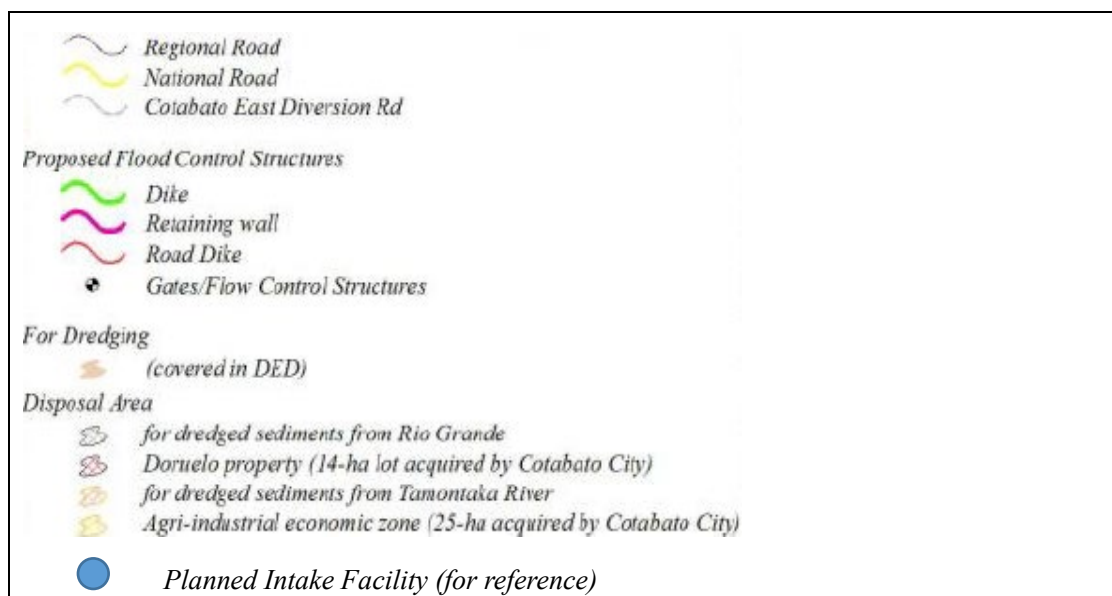 Regional Road
National Road
Cotabato East Diversion Rd
Proposed Flood Control Structures
Dike
Retaining wall
Road Dike
Gates/Flow Control Structures
For Dredging
(covered in DED)
Disposal Area
for dredged sediments from Rio Grande
Doruelo property (14-ha lot acquired by Cotabato City)
for dredged sediments from Tamontaka River
Agri-industrial economic zone (25-ha acquired by Cotabato City)
Planned Intake Facility (for reference)